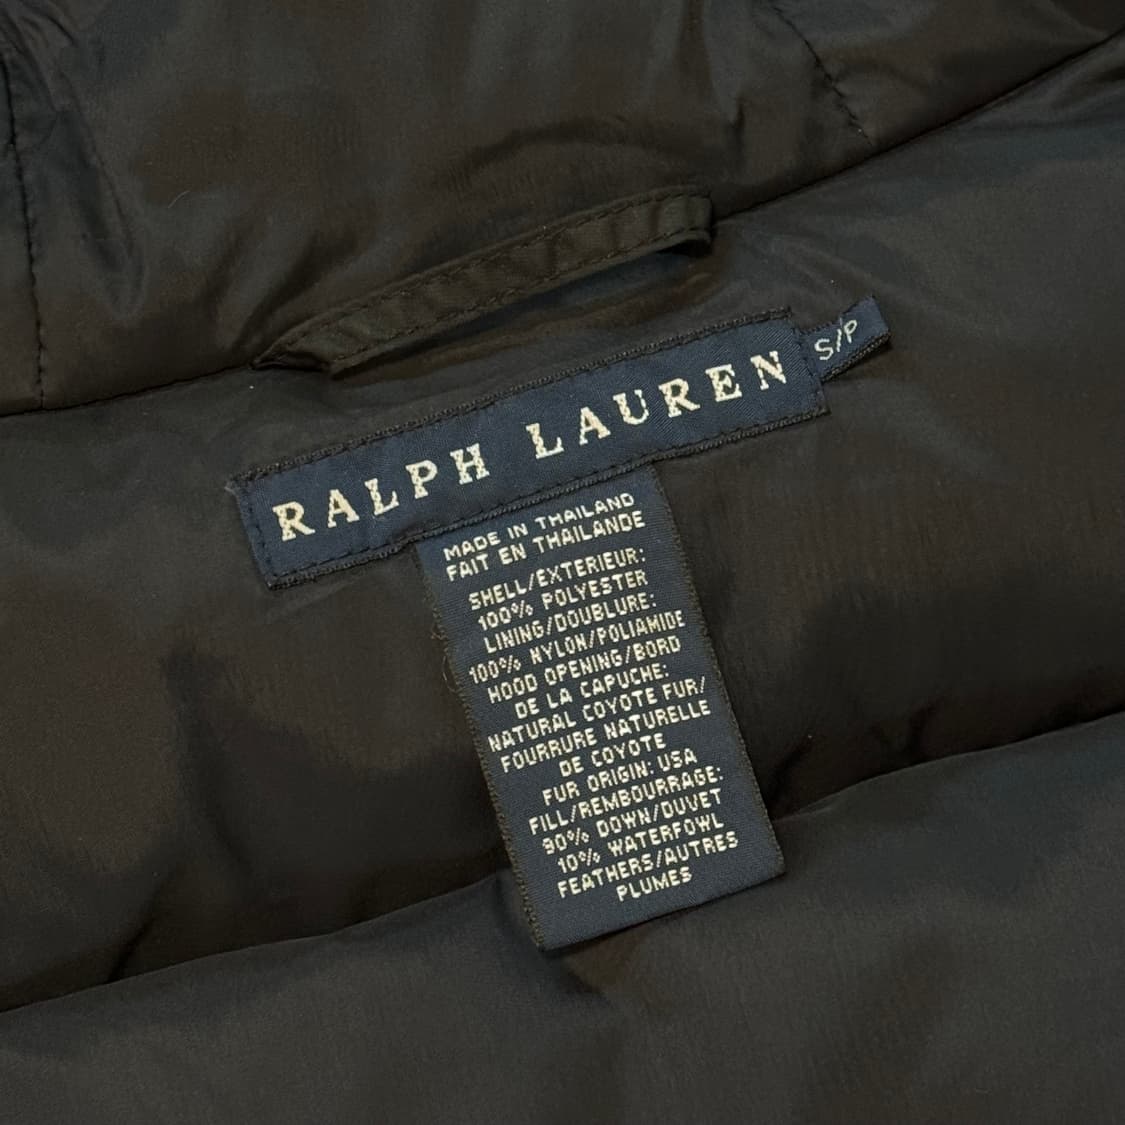 RALPH LAUREN
S/P
MADE IN THAILAND
FAIT EN THAILANDE
SHELL/EXTERIEUR:
100% POLYESTER
LINING/DOUBLURE:
100% NYLON/POLIAMIDE
HOOD OPENING/BORD
DE LA CAPUCHE:
NATURAL COYOTE FUR/
FOURRURE NATURELLE
DE COYOTE
FUR ORIGIN: USA
FILL/REMBOURRAGE:
90% DOWN/DUVET
10% WATERFOWL
FEATHERS/AUTRES
PLUMES